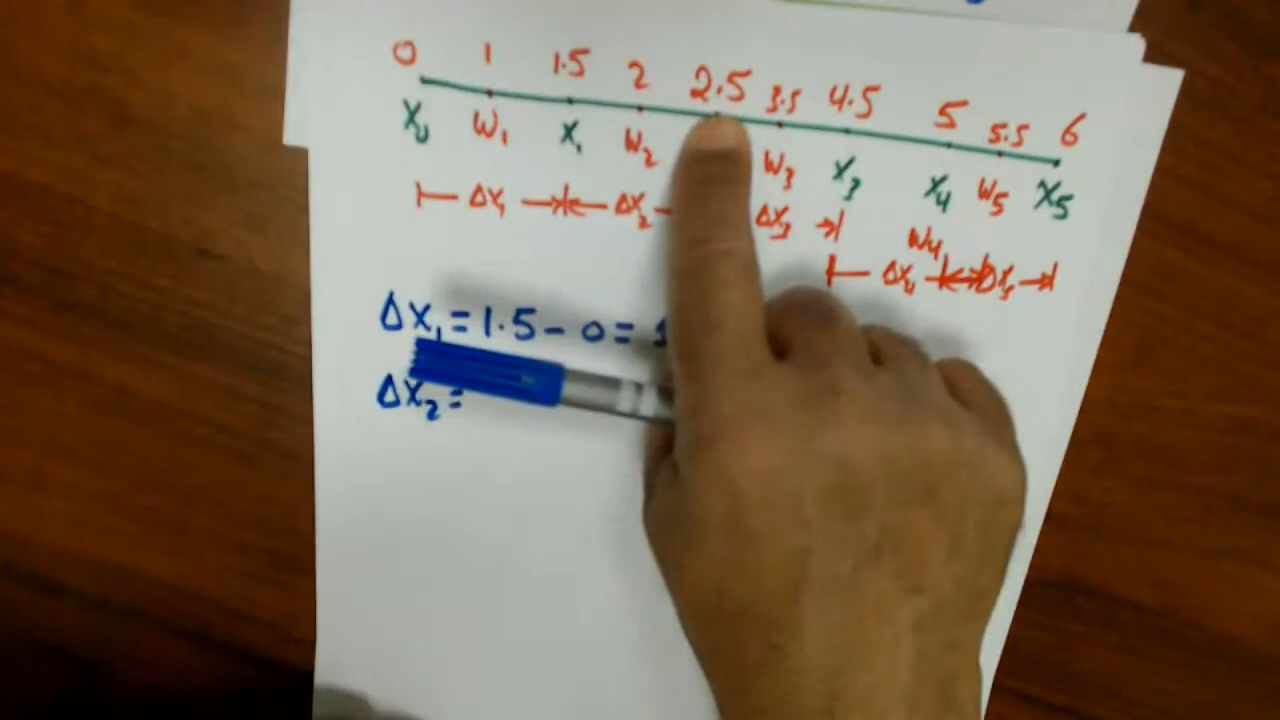 0 1 1.5 2 2.5 3.5 4.5 5 5.5 6
X₀ W₁ X₁ W₂ W₃ X₃ X₄ W₅ X₅
ΔX₁ ΔX₂ ΔX₃
W₄
ΔX₄ ΔX₅
ΔX₁ = 1.5 - 0 =
ΔX₂ =